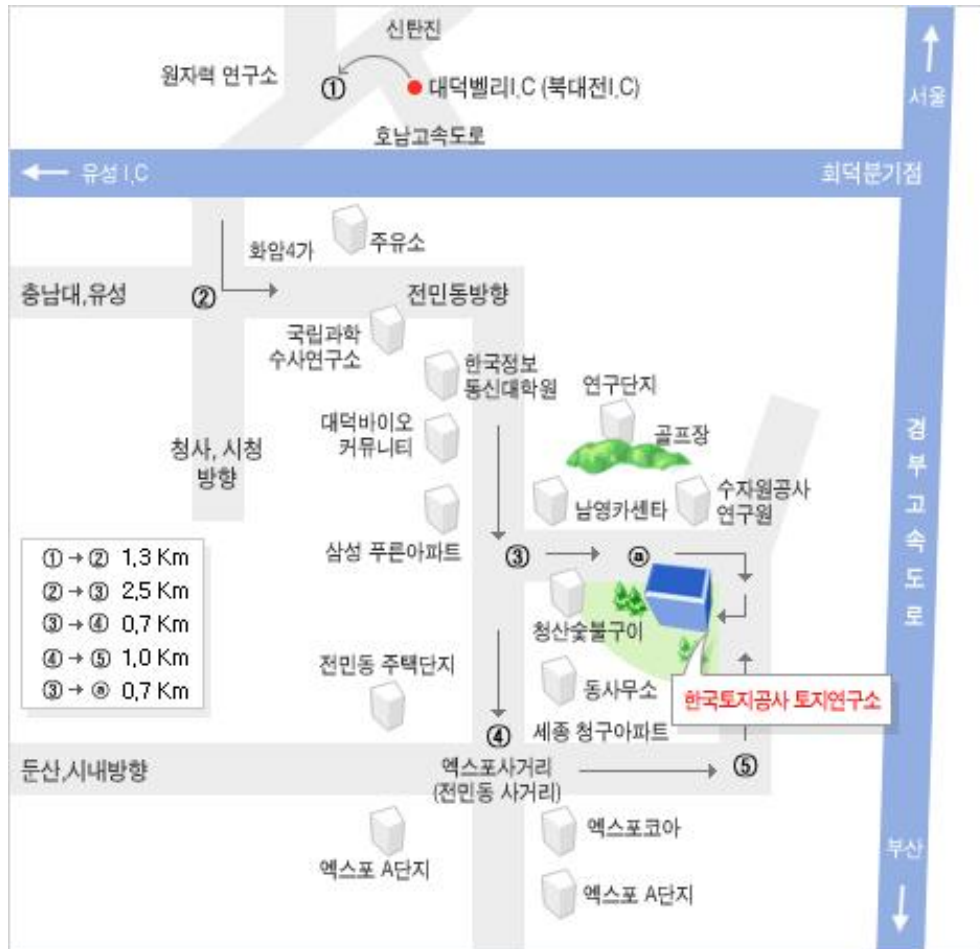 신탄진
원자력 연구소
①
대덕벨리I.C (북대전I.C)
서울
호남고속도로
유성 I.C
회덕분기점
화암4가
주유소
충남대,유성
②
전민동방향
국립과학
수사연구소
한국정보
통신대학원
연구단지
대덕바이오
커뮤니티
골프장
청사, 시청
방향
경부고속도로
남영카센타
수자원공사
연구원
삼성 푸른아파트
③
ⓐ
① → ② 1.3 Km
② → ③ 2.5 Km
③ → ④ 0.7 Km
④ → ⑤ 1.0 Km
③ → ⓐ 0.7 Km
청산숯불구이
전민동 주택단지
동사무소
한국토지공사 토지연구소
세종 청구아파트
④
둔산,시내방향
엑스포사거리
(전민동 사거리)
⑤
엑스포코아
부산
엑스포 A단지
엑스포 A단지